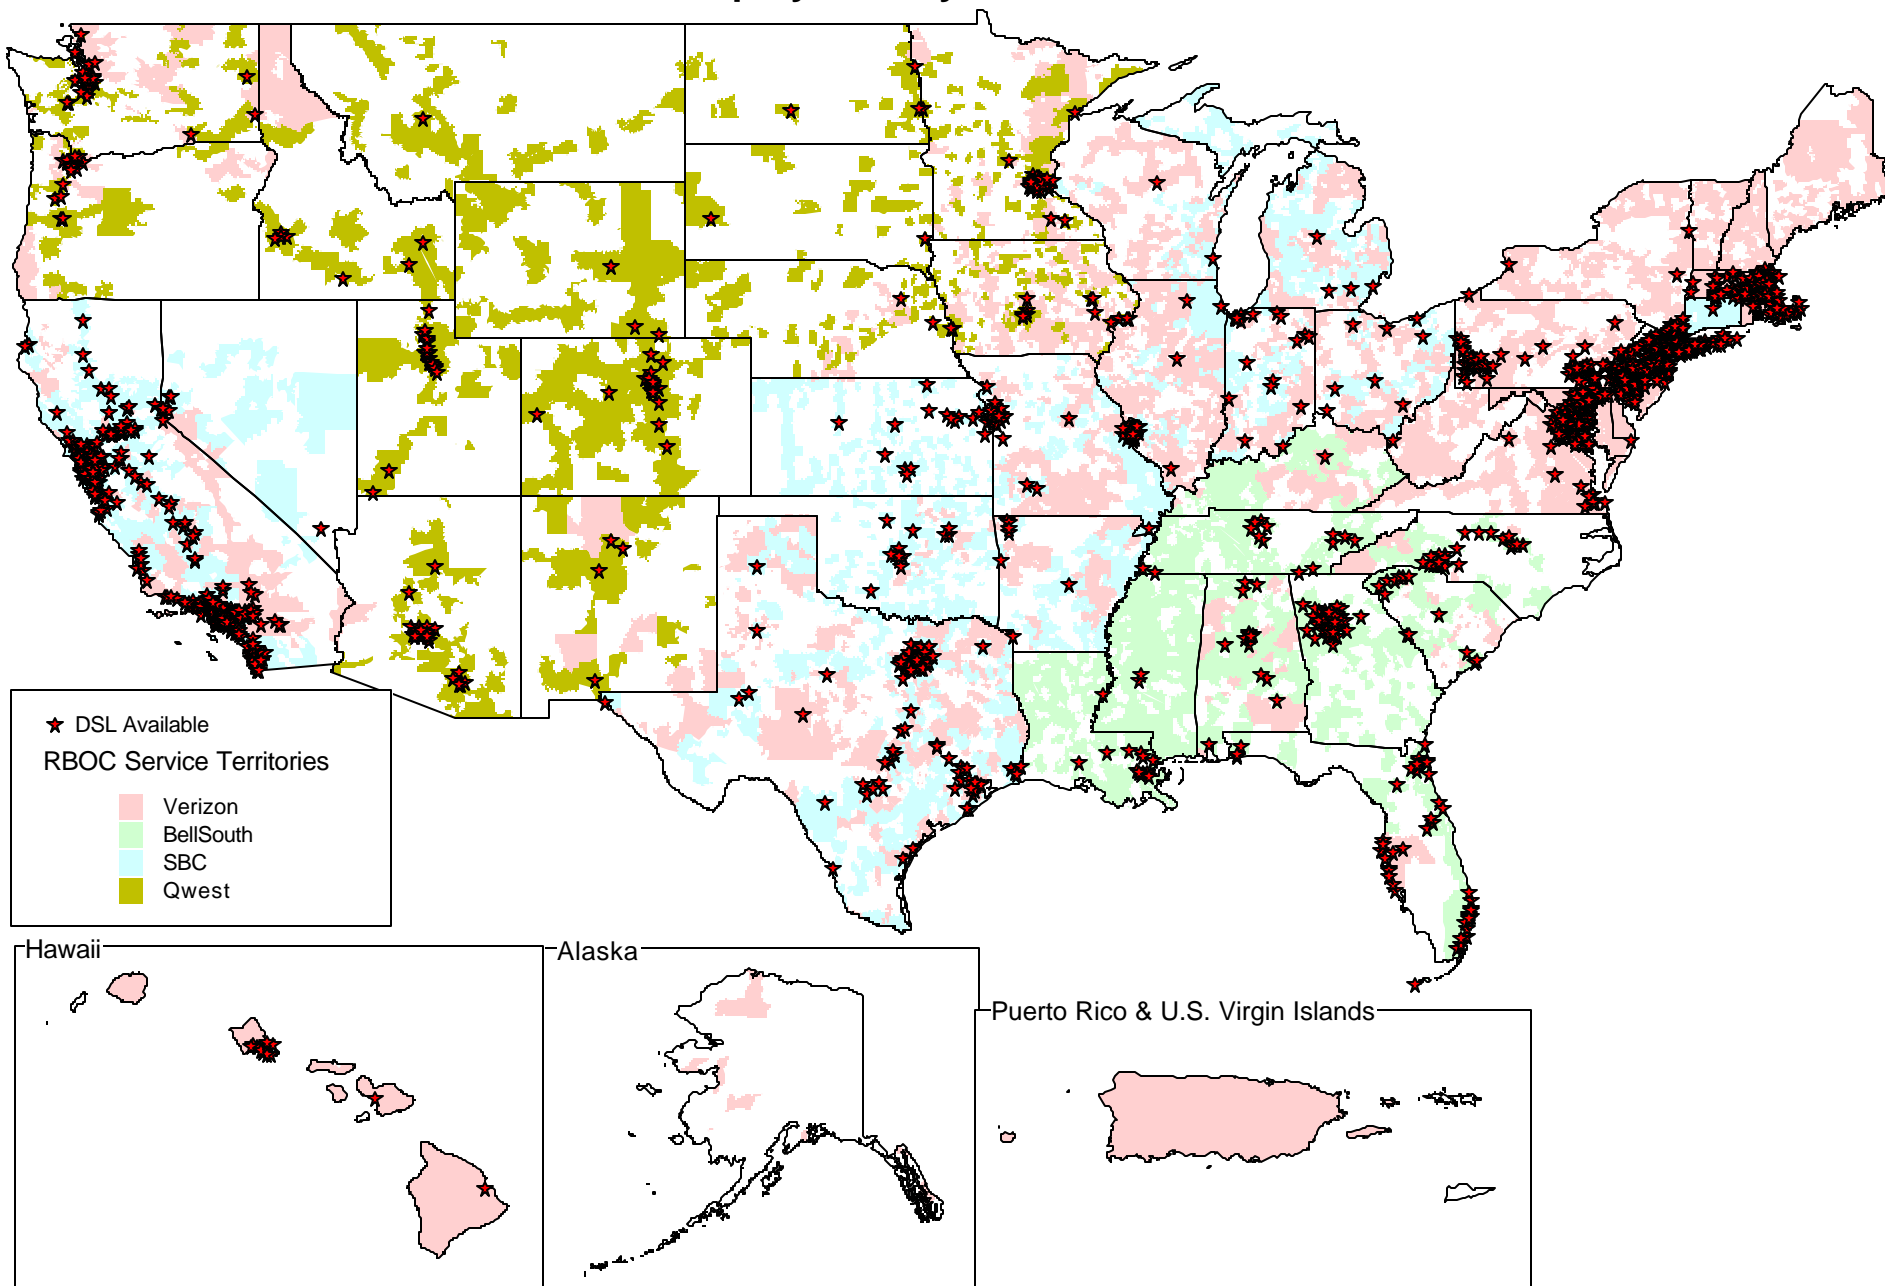 DSL Available
RBOC Service Territories
Verizon
BellSouth
SBC
Qwest
Hawaii
Alaska
Puerto Rico & U.S. Virgin Islands